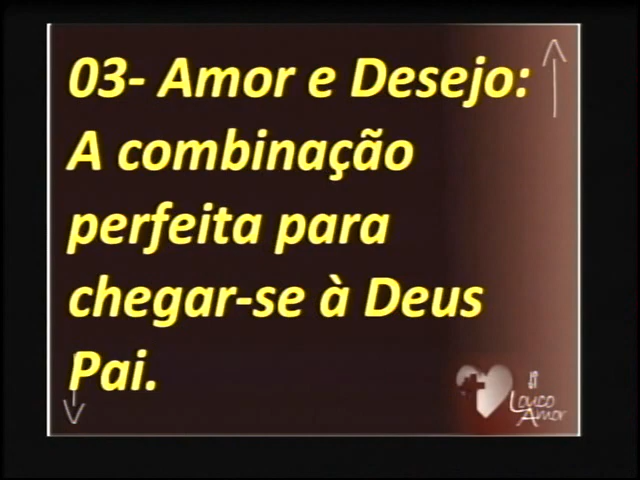 03- Amor e Desejo:
A combinação
perfeita para
chegar-se à Deus
Pai.
Louco
Amor